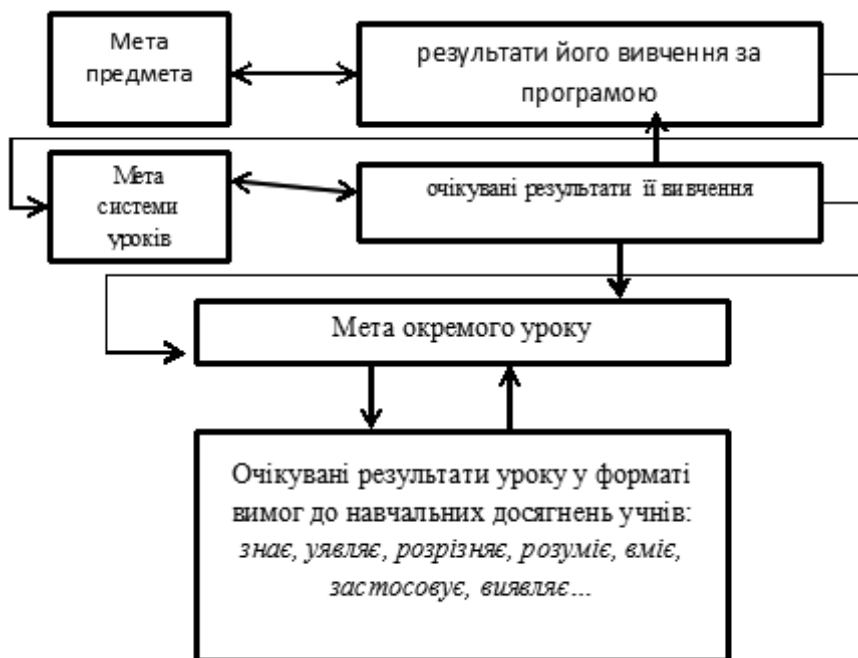 Мета
предмета
результати його вивчення за
програмою
Мета
системи
уроків
очікувані результати її вивчення
Мета окремого уроку
Очікувані результати уроку у форматі
вимог до навчальних досягнень учнів:
знає, уявляє, розрізняє, розуміє, вміє,
застосовує, виявляє...